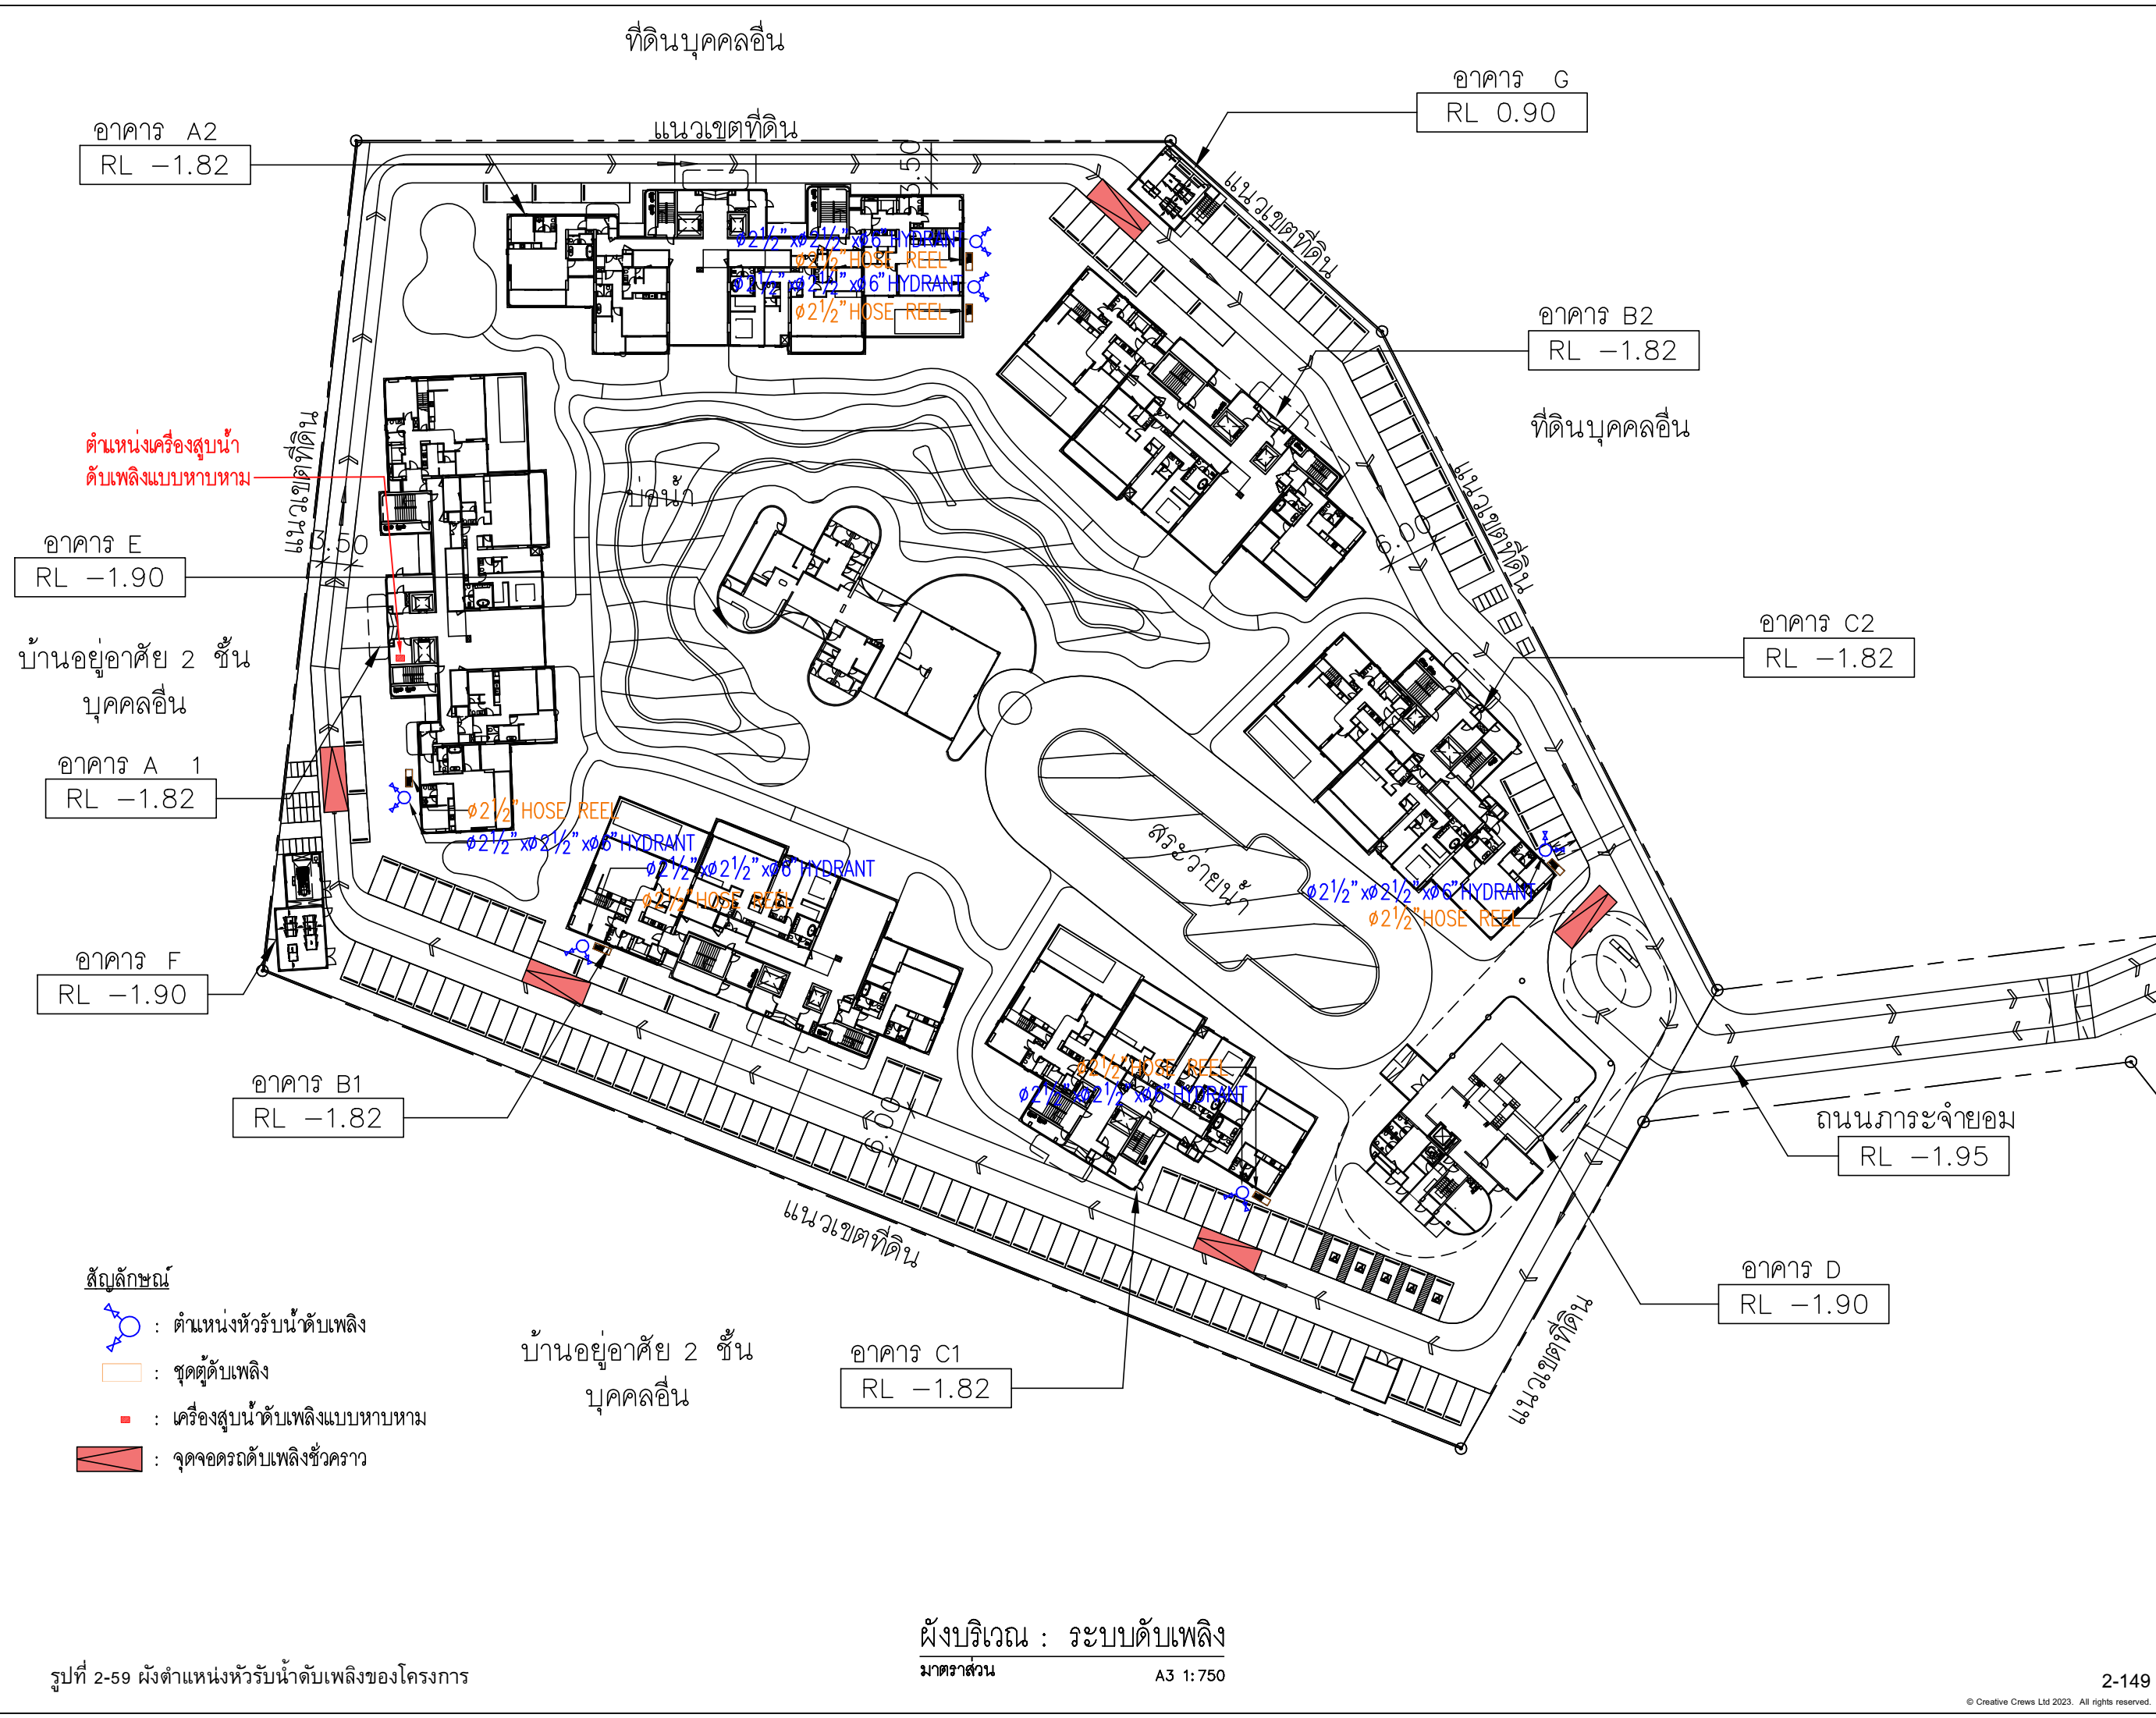 ที่ดินบุคคลอื่น
อาคาร G
RL 0.90
อาคาร A2
RL -1.82
แนวเขตที่ดิน
3.50
แนวเขตที่ดิน
ø2½"xø2½"xø6"HYDRANT
ø2½"HOSE REEL
ø2½"xø2½"xø6"HYDRANT
ø2½"HOSE REEL
อาคาร B2
RL -1.82
ที่ดินบุคคลอื่น
ตำแหน่งเครื่องสูบน้ำ
ดับเพลิงแบบหาบหาม
แนวเขตที่ดิน
บ่อน้ำ
แนวเขตที่ดิน
3.50
6.00
อาคาร E
RL -1.90
บ้านอยู่อาศัย 2 ชั้น
บุคคลอื่น
อาคาร C2
RL -1.82
อาคาร A 1
RL -1.82
ø2½"HOSE REEL
ø2½"xø2½"xø6"HYDRANT
ø2½"xø2½"xø6"HYDRANT
ø2½"HOSE REEL
สระว่ายน้ำ
ø2½"xø2½"xø6"HYDRANT
ø2½"HOSE REEL
อาคาร F
RL -1.90
อาคาร B1
RL -1.82
6.00
ø2½"HOSE REEL
ø2½"xø2½"xø6"HYDRANT
ถนนภาระจำยอม
RL -1.95
แนวเขตที่ดิน
อาคาร D
RL -1.90
แนวเขตที่ดิน
สัญลักษณ์
: ตำแหน่งหัวรับน้ำดับเพลิง
: ชุดตู้ดับเพลิง
: เครื่องสูบน้ำดับเพลิงแบบหาบหาม
: จุดจอดรถดับเพลิงชั่วคราว
บ้านอยู่อาศัย 2 ชั้น
บุคคลอื่น
อาคาร C1
RL -1.82
ผังบริเวณ : ระบบดับเพลิง
มาตราส่วน A3 1:750
รูปที่ 2-59 ผังตำแหน่งหัวรับน้ำดับเพลิงของโครงการ
2-149
© Creative Crews Ltd 2023. All rights reserved.